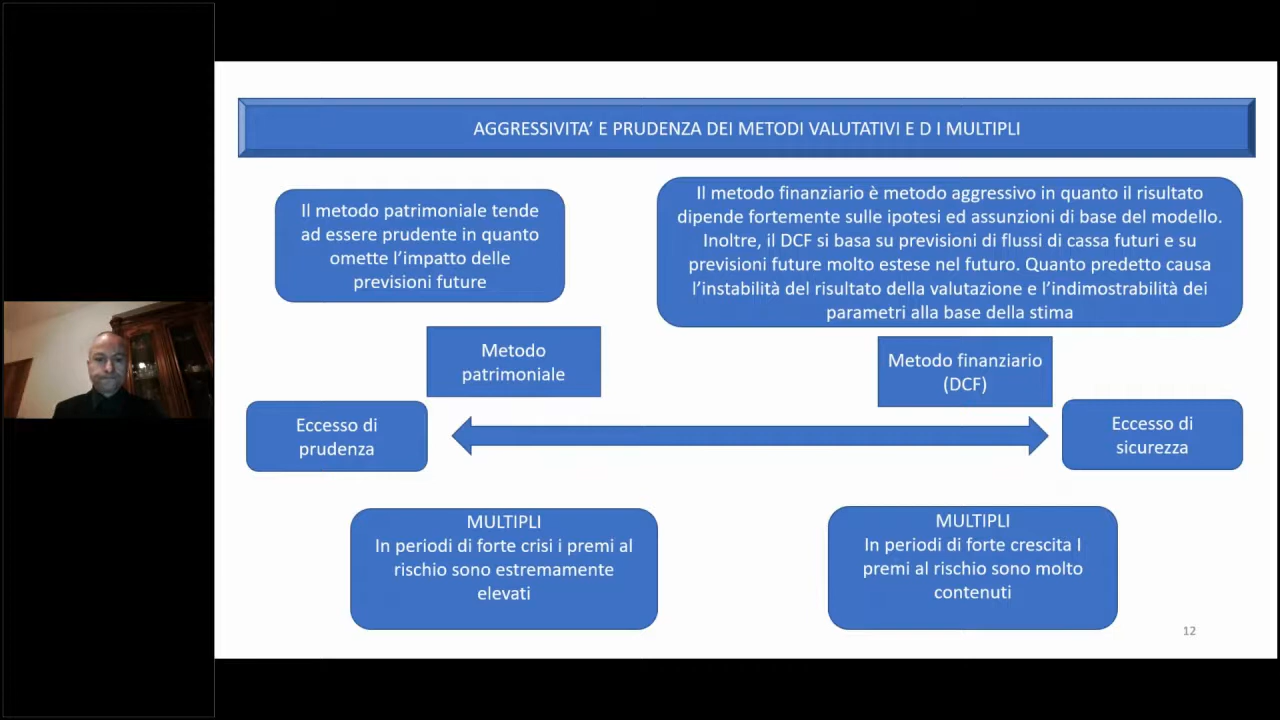 AGGRESSIVITA’ E PRUDENZA DEI METODI VALUTATIVI E D I MULTIPLI
Il metodo patrimoniale tende
ad essere prudente in quanto
omette l’impatto delle
previsioni future
Il metodo finanziario è metodo aggressivo in quanto il risultato
dipende fortemente sulle ipotesi ed assunzioni di base del modello.
Inoltre, il DCF si basa su previsioni di flussi di cassa futuri e su
previsioni future molto estese nel futuro. Quanto predetto causa
l’instabilità del risultato della valutazione e l’indimostrabilità dei
parametri alla base della stima
Metodo
patrimoniale
Metodo finanziario
(DCF)
Eccesso di
prudenza
Eccesso di
sicurezza
MULTIPLI
In periodi di forte crisi i premi al
rischio sono estremamente
elevati
MULTIPLI
In periodi di forte crescita I
premi al rischio sono molto
contenuti
12